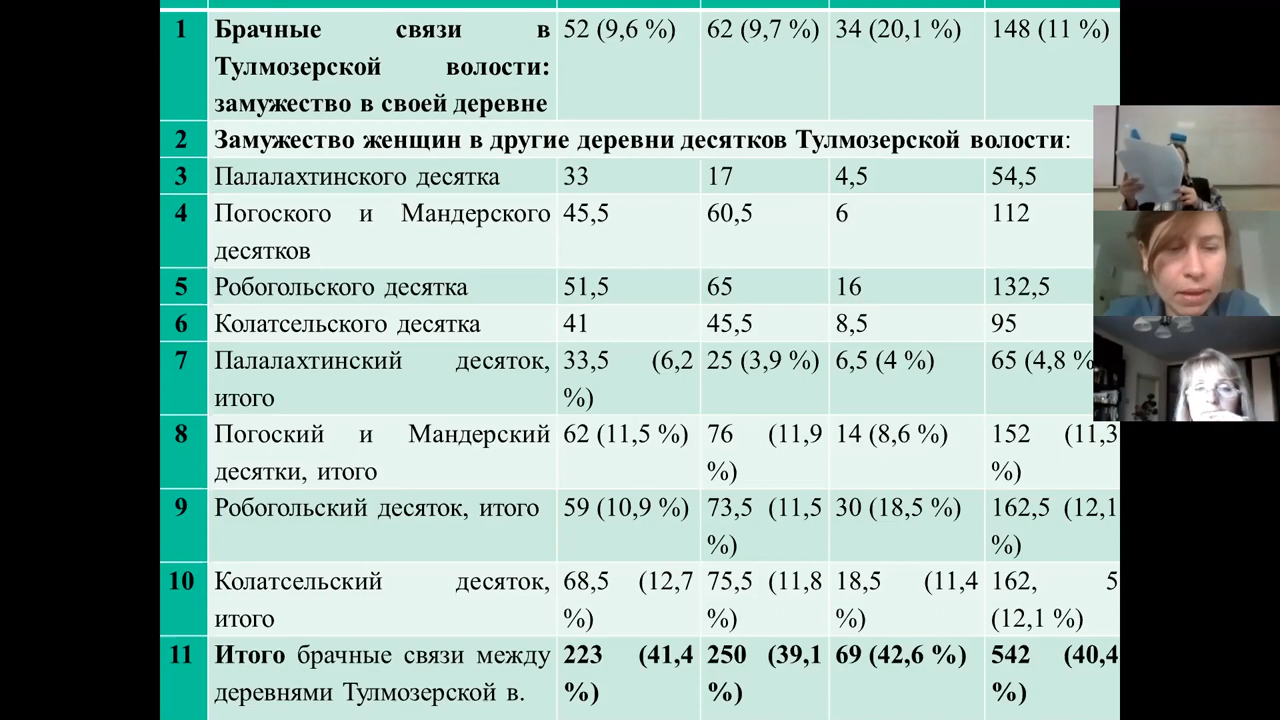 1 Брачные связи в 52 (9,6 %) 62 (9,7 %) 34 (20,1 %) 148 (11 %)
Тулмозерской волости:
замужество в своей деревне
2 Замужество женщин в другие деревни десятков Тулмозерской волости:
3 Палалахтинского десятка 33 17 4,5 54,5
4 Погоского и Мандерского 45,5 60,5 6 112
десятков
5 Робогольского десятка 51,5 65 16 132,5
6 Колатсельского десятка 41 45,5 8,5 95
7 Палалахтинский десяток, 33,5 (6,2 25 (3,9 %) 6,5 (4 %) 65 (4,8 %
итого %)
8 Погоский и Мандерский 62 (11,5 %) 76 (11,9 14 (8,6 %) 152 (11,3
десятки, итого %) %)
9 Робогольский десяток, итого 59 (10,9 %) 73,5 (11,5 30 (18,5 %) 162,5 (12,1
%) %)
10 Колатсельский десяток, 68,5 (12,7 75,5 (11,8 18,5 (11,4 162, 5
итого %) %) %) (12,1 %)
11 Итого брачные связи между 223 (41,4 250 (39,1 69 (42,6 %) 542 (40,4
деревнями Тулмозерской в. %) %) %)